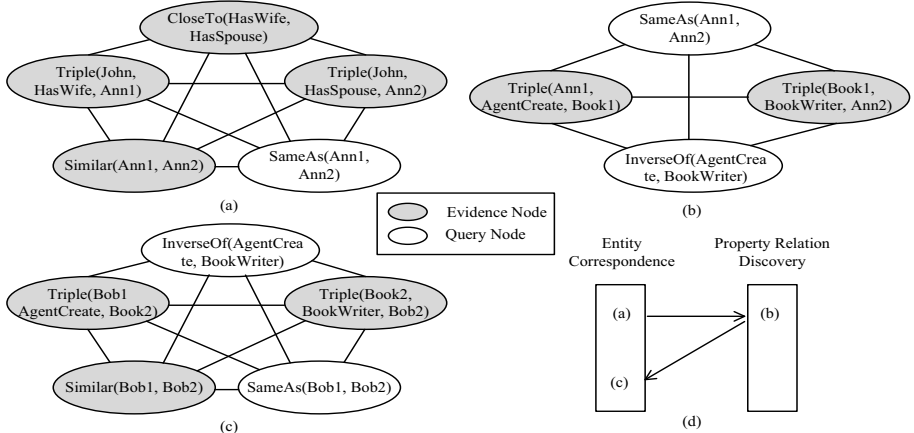 CloseTo(HasWife,
HasSpouse)
Triple(John,
HasWife, Ann1)
Triple(John,
HasSpouse, Ann2)
Similar(Ann1, Ann2)
SameAs(Ann1,
Ann2)
(a)
SameAs(Ann1,
Ann2)
Triple(Ann1,
AgentCreate, Book1)
Triple(Book1,
BookWriter, Ann2)
InverseOf(AgentCrea
te, BookWriter)
(b)
Evidence Node
Query Node
InverseOf(AgentCrea
te, BookWriter)
Triple(Bob1
AgentCreate, Book2)
Triple(Book2,
BookWriter, Bob2)
Similar(Bob1, Bob2)
SameAs(Bob1, Bob2)
(c)
Entity
Correspondence
Property Relation
Discovery
(a)
(b)
(c)
(d)